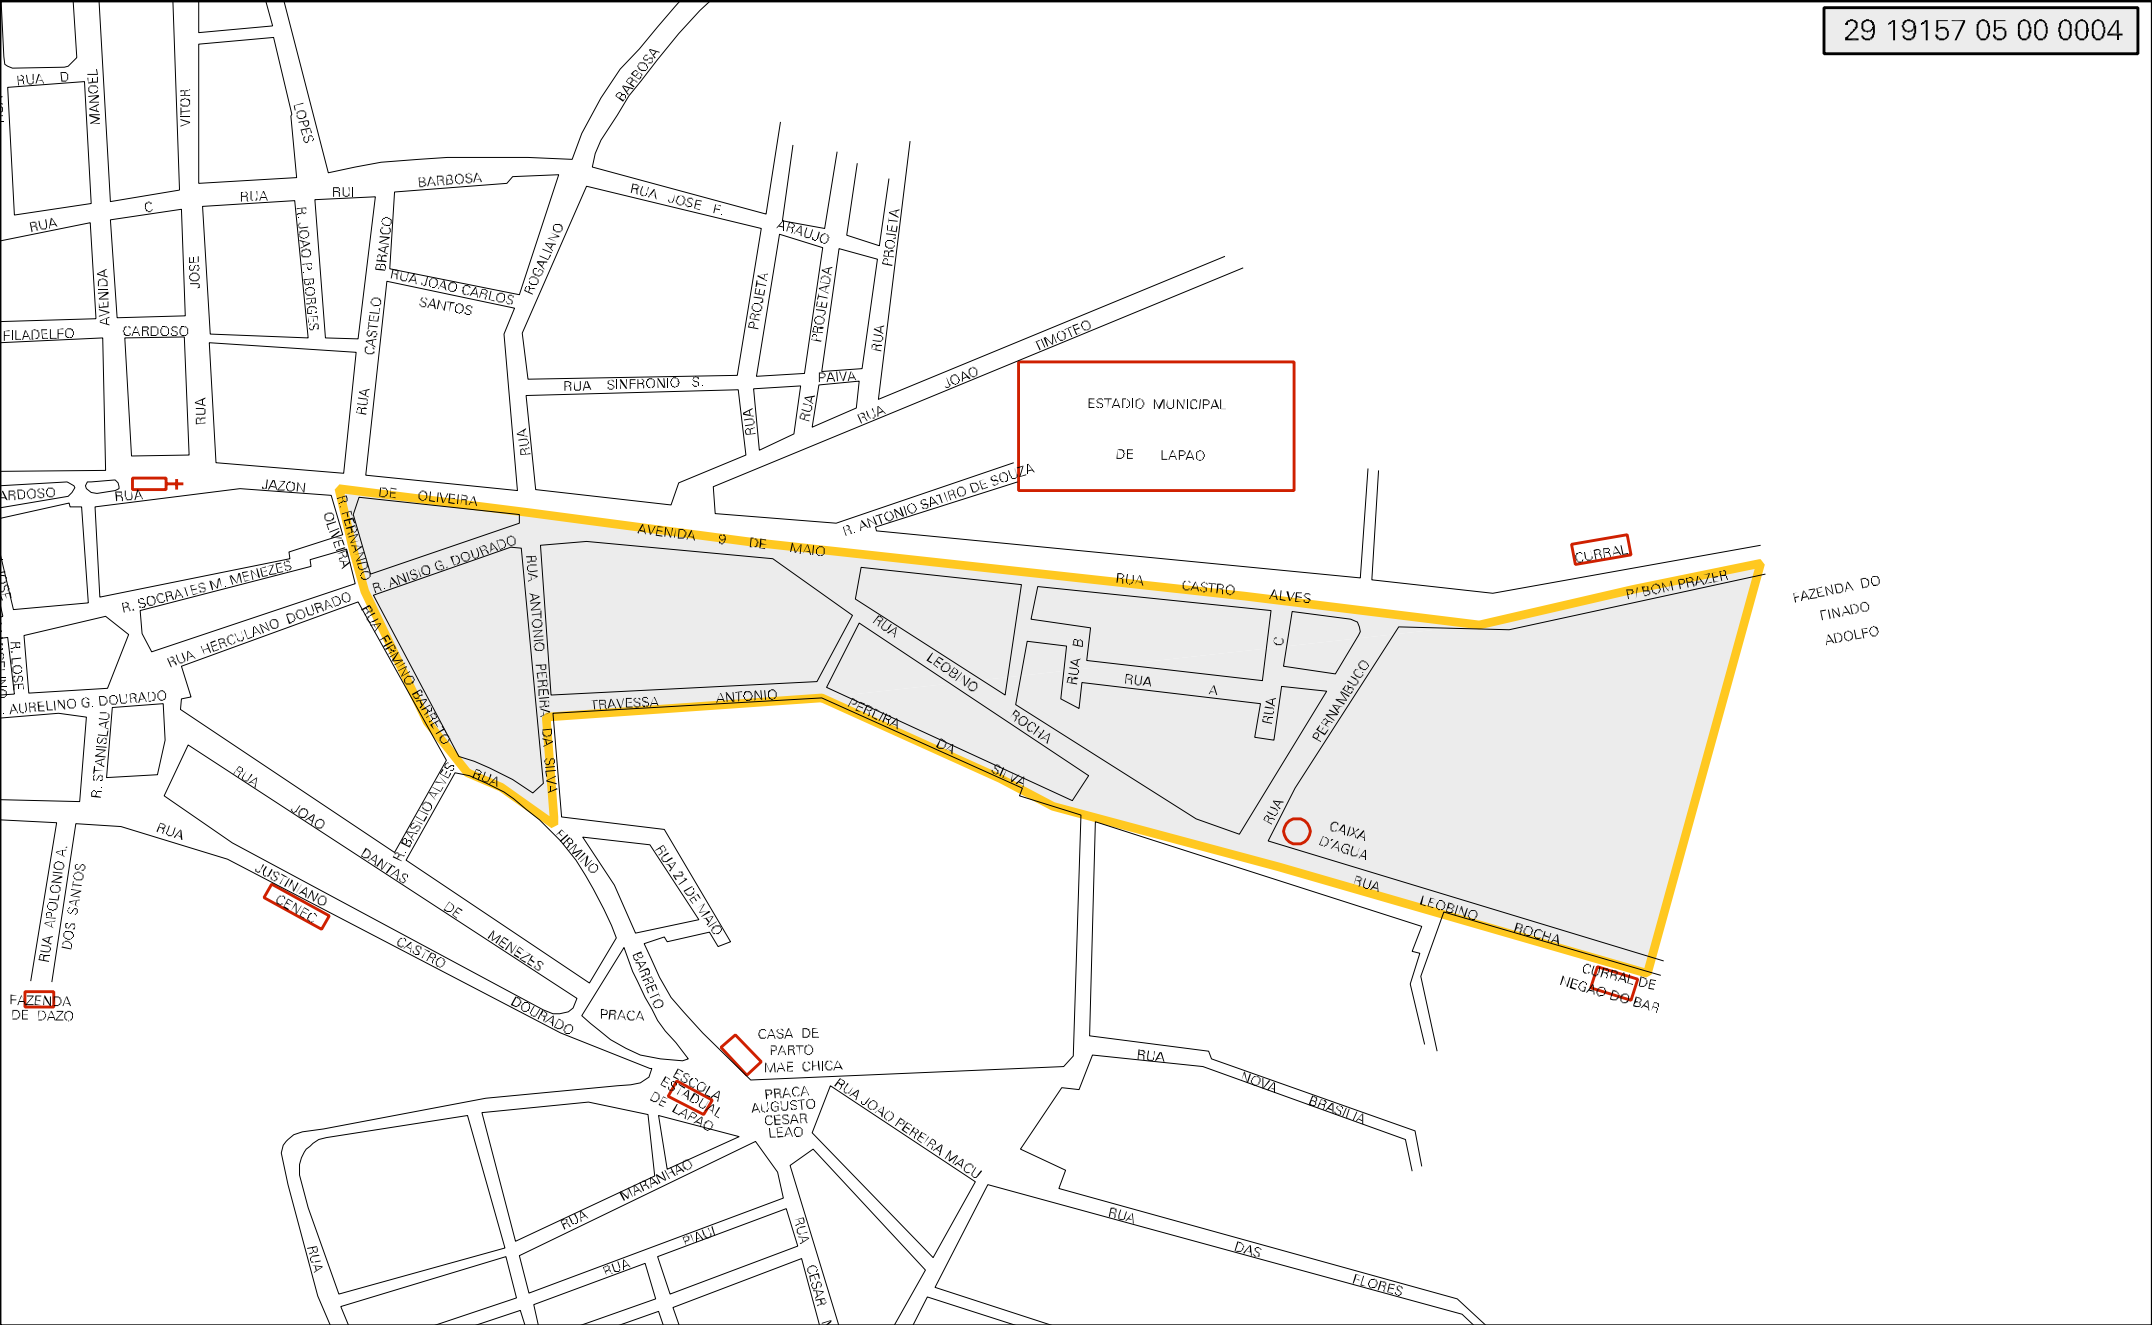 29 19157 05 00 0004
RUA D
MANOEL
VITOR
LOPES
BARBOSA
RUA C
RUA RUI BARBOSA
RUA JOSE F. ARAUJO
R. JOAO P. BORGES
BRANCO
CASTELO
RUA
RUA JOAO CARLOS
SANTOS
ROGALIANO
RUA
AVENIDA
JOSE
RUA
FILADELFO CARDOSO
PROJETA
RUA
PROJETADA
RUA
PROJETA
RUA
RUA SINFRONIO S. PAIVA
RUA JOAO TIMOTEO
ESTADIO MUNICIPAL
DE LAPAO
R. ANTONIO SATIRO DE SOUZA
ARDOSO
RUA JAZON DE OLIVEIRA
AVENIDA 9 DE MAIO
RUA CASTRO ALVES
P/ BOM PRAZER
CURRAL
FAZENDA DO
FINADO
ADOLFO
R. FERNANDO
OLIVEIRA
R. ANISIO G. DOURADO
R. SOCRATES M. MENEZES
RUA HERCULANO DOURADO
R. LOSE
AURELINO G. DOURADO
R. STANISLAU
RUA FIRMINO BARRETO
RUA ANTONIO PEREIRA DA SILVA
TRAVESSA ANTONIO PEREIRA DA SILVA
RUA LEOBINO ROCHA
RUA B
RUA A
RUA C
RUA PERNAMBUCO
CAIXA
D'AGUA
RUA LEOBINO ROCHA
CURRAL DE
NEGAO DO BAR
RUA FIRMINO BARRETO
R. BASILIO ALVES
RUA 21 DE MAIO
RUA JOAO DANTAS DE MENEZES
RUA JUSTINIANO CASTRO DOURADO
CENEC
RUA APOLONIO A.
DOS SANTOS
FAZENDA
DE DAZO
PRACA
CASA DE
PARTO
MAE CHICA
ESCOLA
ESTADUAL
DE LAPAO
PRACA
AUGUSTO
CESAR
LEAO
RUA JOAO PEREIRA MACU
RUA NOVA BRASILIA
RUA DAS FLORES
RUA MARANHAO
RUA PIAUI
RUA CESAR
RUA